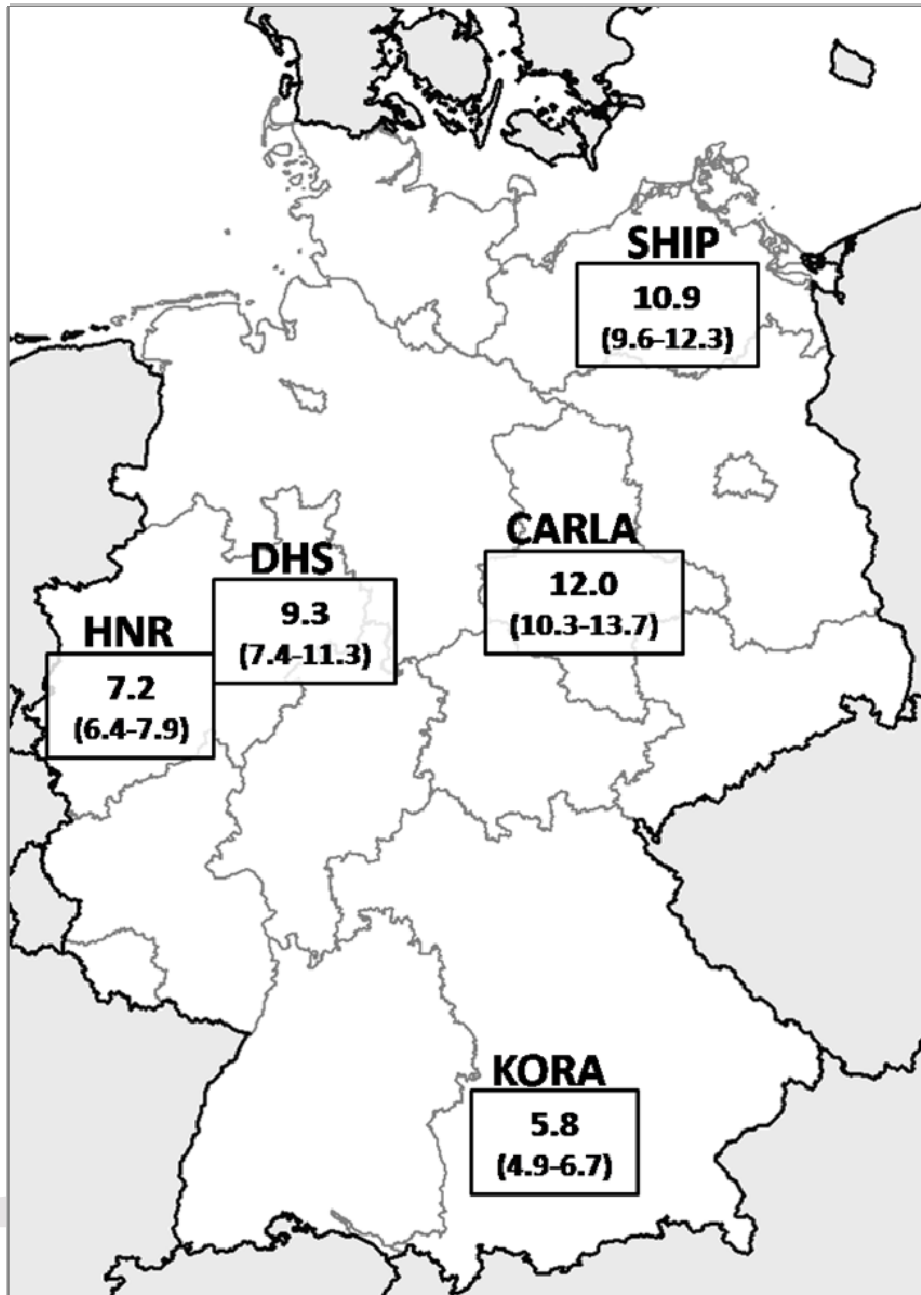 SHIP
10.9
(9.6-12.3)
CARLA
12.0
(10.3-13.7)
DHS
9.3
(7.4-11.3)
HNR
7.2
(6.4-7.9)
KORA
5.8
(4.9-6.7)